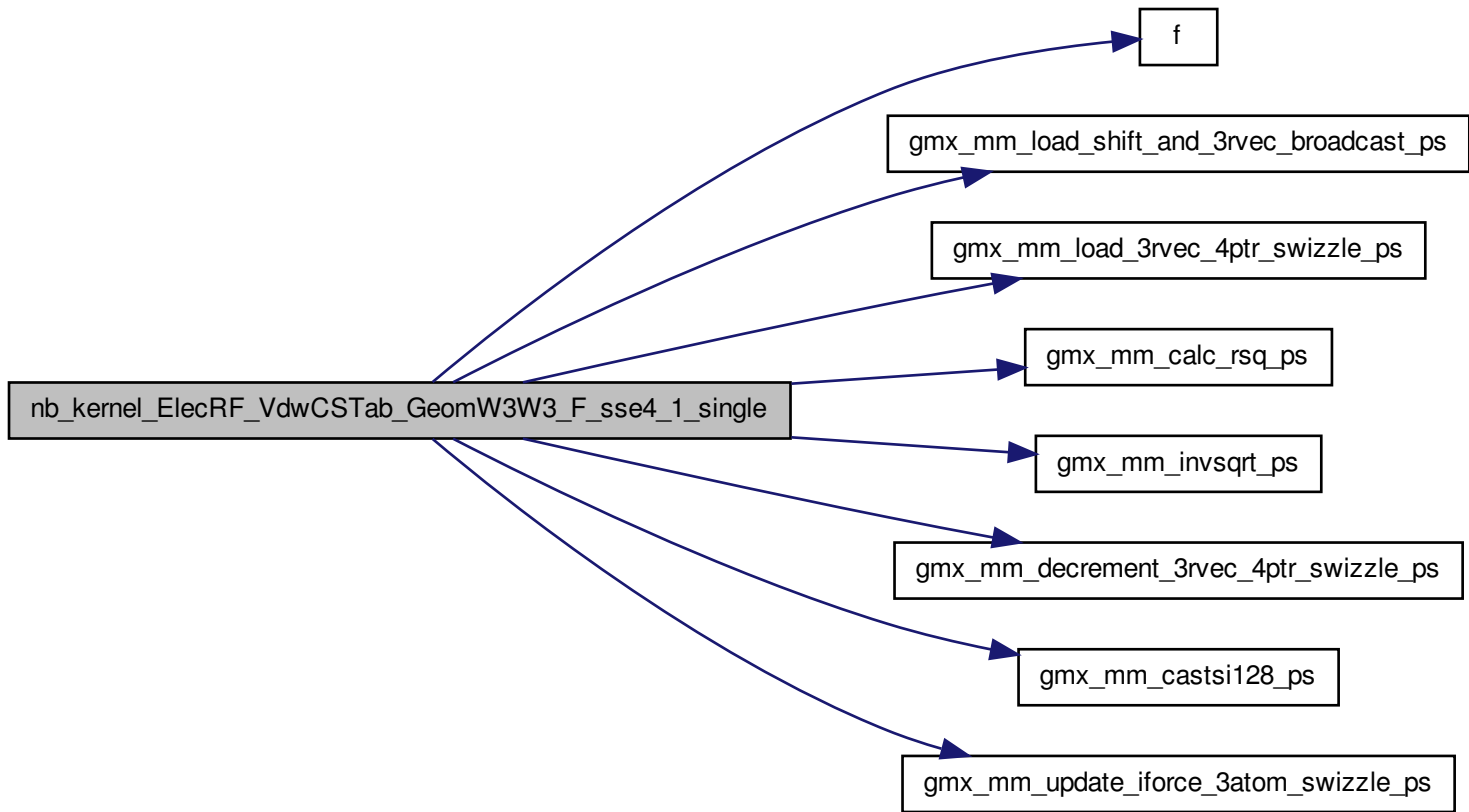 f
gmx_mm_load_shift_and_3rvec_broadcast_ps
gmx_mm_load_3rvec_4ptr_swizzle_ps
gmx_mm_calc_rsq_ps
nb_kernel_ElecRF_VdwCSTab_GeomW3W3_F_sse4_1_single
gmx_mm_invsqrt_ps
gmx_mm_decrement_3rvec_4ptr_swizzle_ps
gmx_mm_castsi128_ps
gmx_mm_update_iforce_3atom_swizzle_ps